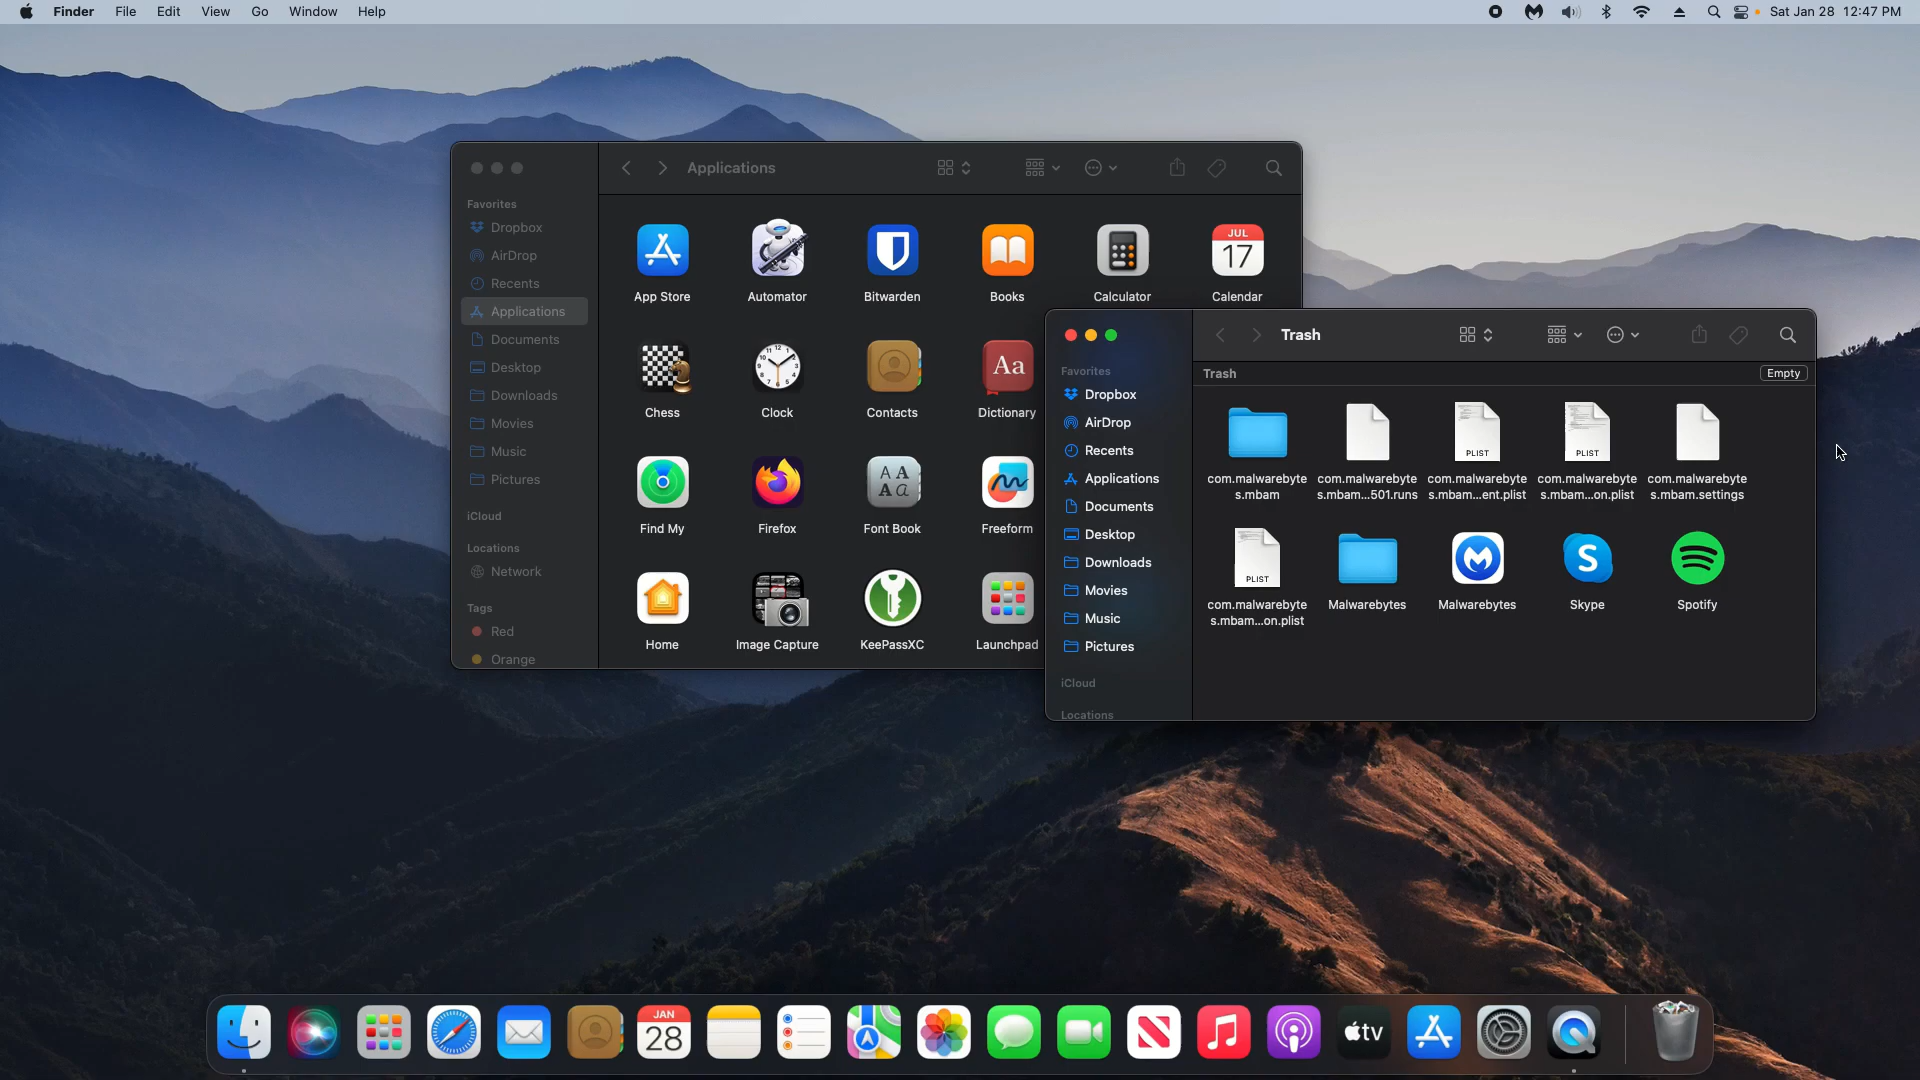 Finder File Edit View Go Window Help
Sat Jan 28 12:47 PM
Applications
Favorites
Dropbox
AirDrop
Recents
Applications
Documents
Desktop
Downloads
Movies
Music
Pictures
iCloud
Locations
Network
Tags
Red
Orange
App Store
Automator
Bitwarden
Books
Calculator
JUL
17
Calendar
Chess
Clock
Contacts
Aa
Dictionary
Find My
Firefox
A A
A a
Font Book
Freeform
Home
Image Capture
KeePassXC
Launchpad
Trash
Favorites
Dropbox
AirDrop
Recents
Applications
Documents
Desktop
Downloads
Movies
Music
Pictures
iCloud
Locations
Trash
Empty
com.malwarebyte
s.mbam
com.malwarebyte
s.mbam...501.runs
PLIST
com.malwarebyte
s.mbam...ent.plist
PLIST
com.malwarebyte
s.mbam...on.plist
com.malwarebyte
s.mbam.settings
PLIST
com.malwarebyte
s.mbam...on.plist
Malwarebytes
Malwarebytes
S
Skype
Spotify
JAN
28
tv